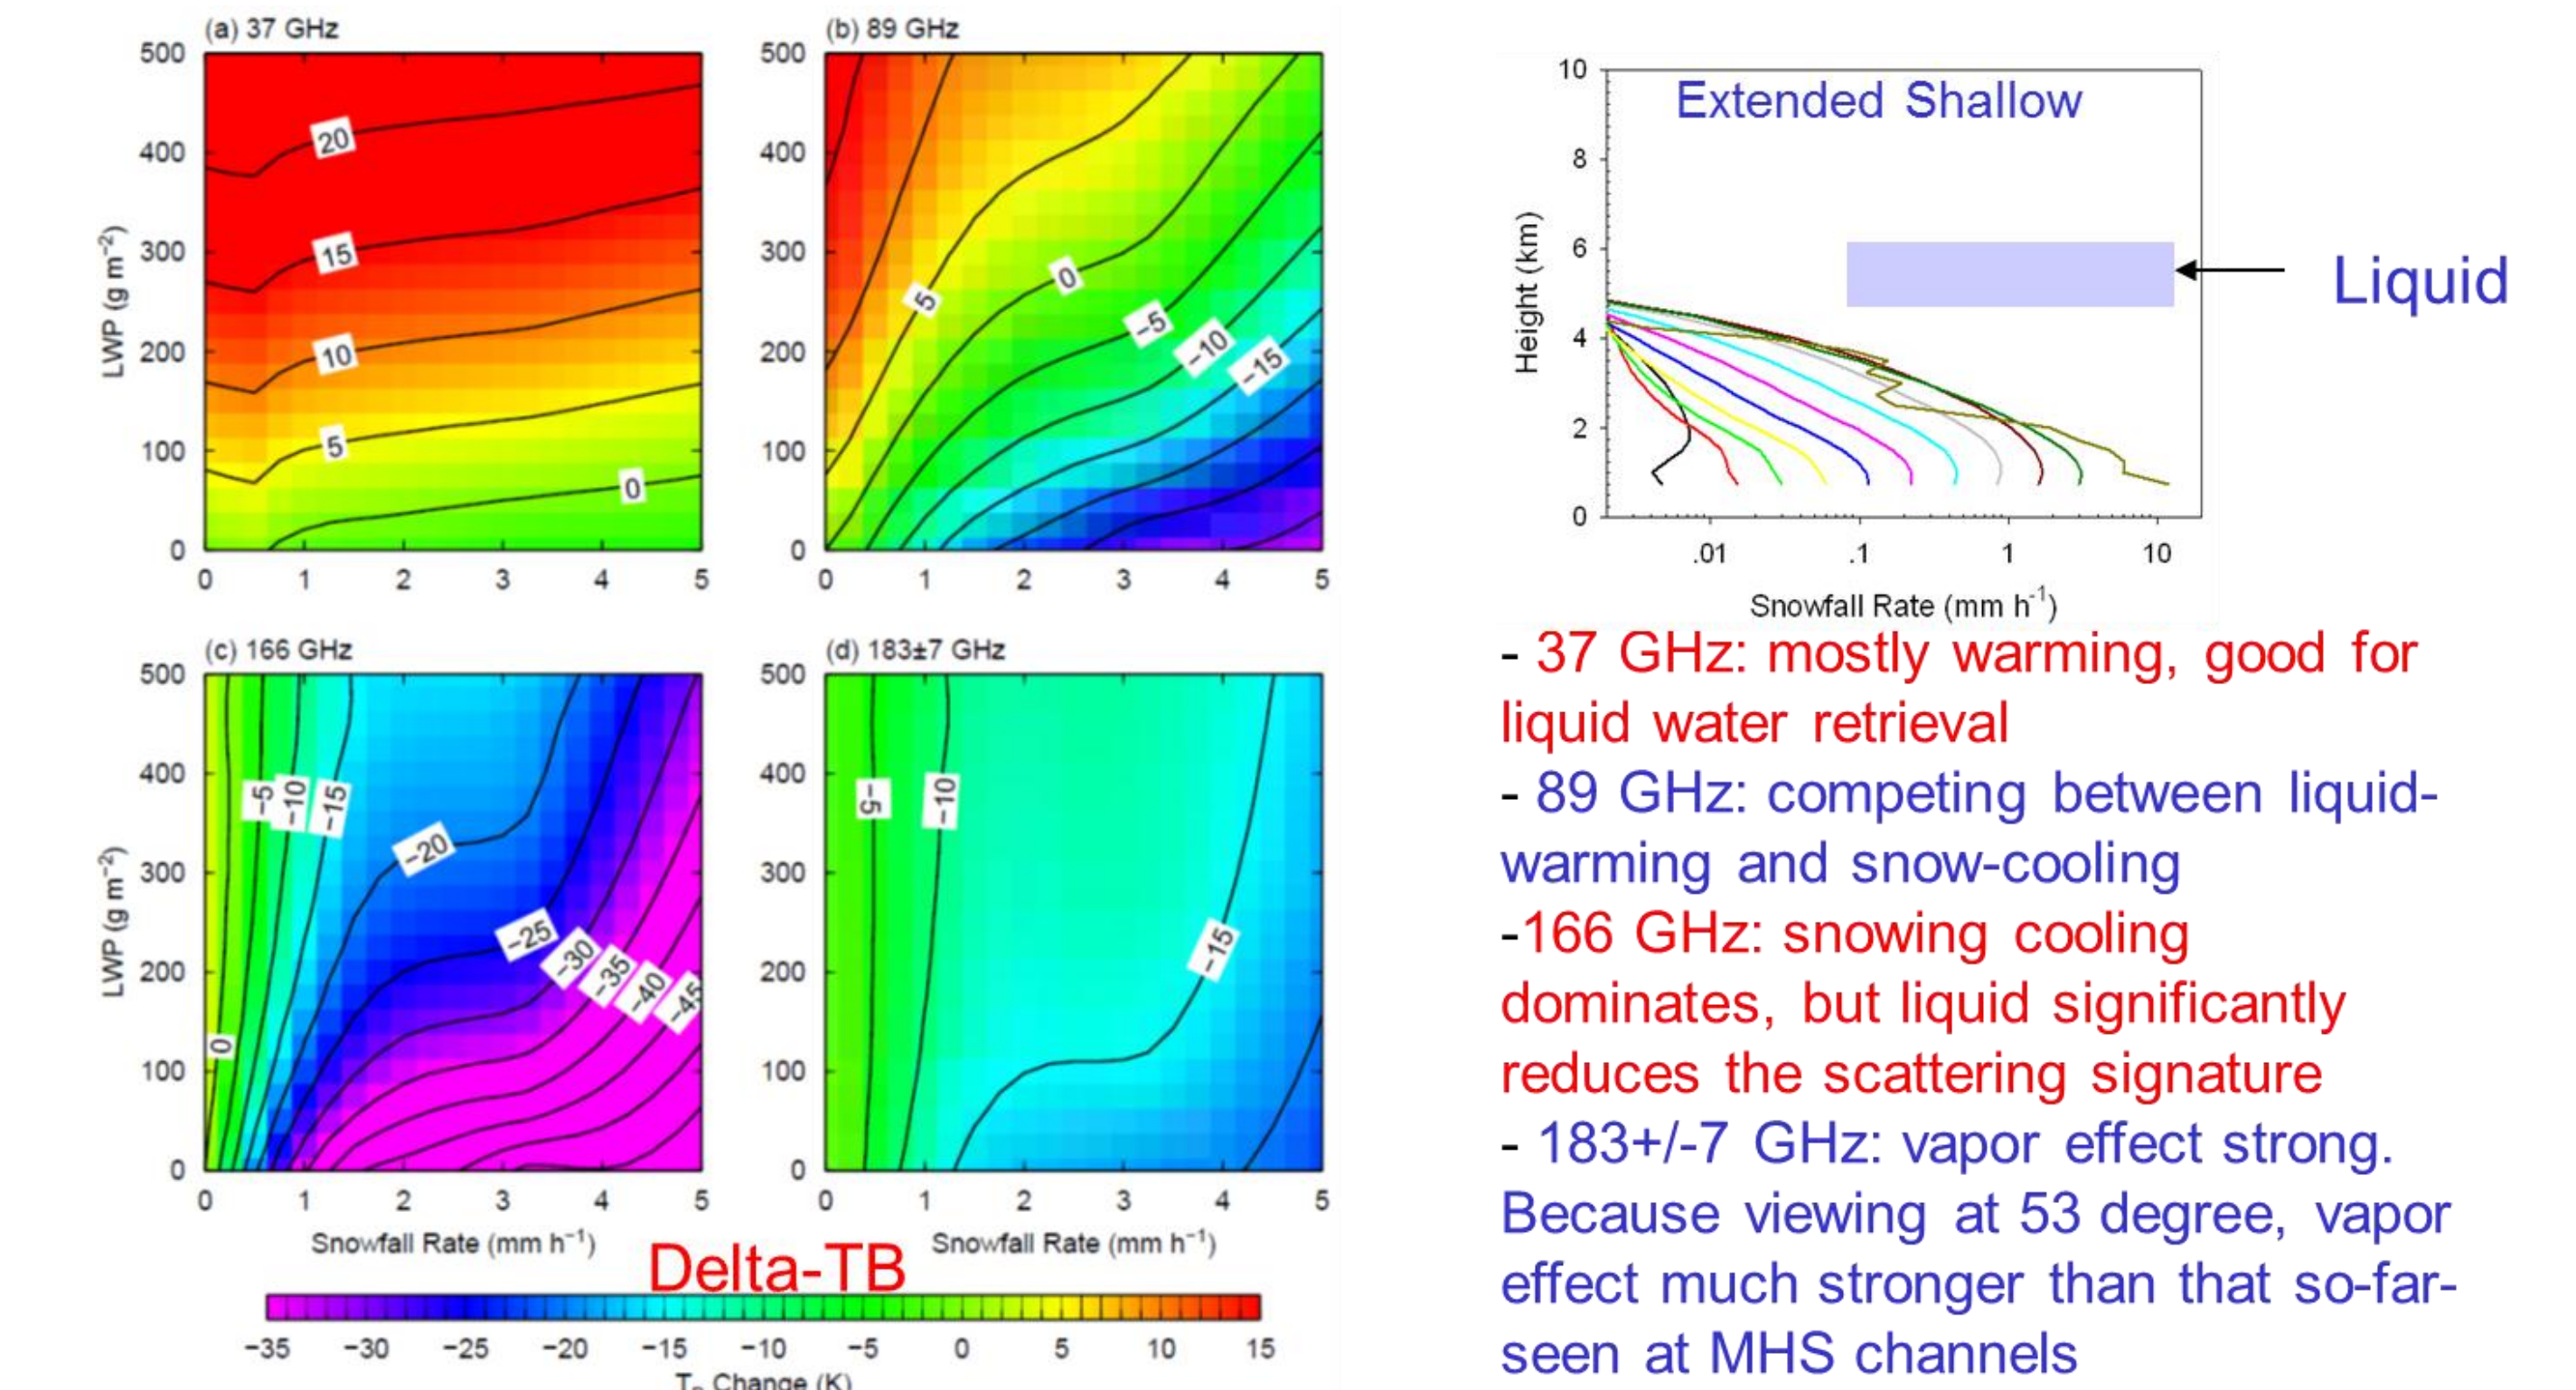 (a) 37 GHz
500
400
300
200
100
0
LWP (g m⁻²)
20
15
10
5
0
0 1 2 3 4 5
(b) 89 GHz
500
400
300
200
100
0
5
0
−5
−10
−15
0 1 2 3 4 5
(c) 166 GHz
500
400
300
200
100
0
LWP (g m⁻²)
0
−5
−10
−15
−20
−25
−30
−35
−40
−45
0 1 2 3 4 5
Snowfall Rate (mm h⁻¹)
(d) 183±7 GHz
500
400
300
200
100
0
−5
−10
−15
0 1 2 3 4 5
Snowfall Rate (mm h⁻¹)
Delta-TB
−35 −30 −25 −20 −15 −10 −5 0 5 10 15
Change (K)
Extended Shallow
10
8
6
4
2
0
Height (km)
Liquid
.01 .1 1 10
Snowfall Rate (mm h⁻¹)
- 37 GHz: mostly warming, good for
liquid water retrieval
- 89 GHz: competing between liquid-
warming and snow-cooling
-166 GHz: snowing cooling
dominates, but liquid significantly
reduces the scattering signature
- 183+/-7 GHz: vapor effect strong.
Because viewing at 53 degree, vapor
effect much stronger than that so-far-
seen at MHS channels